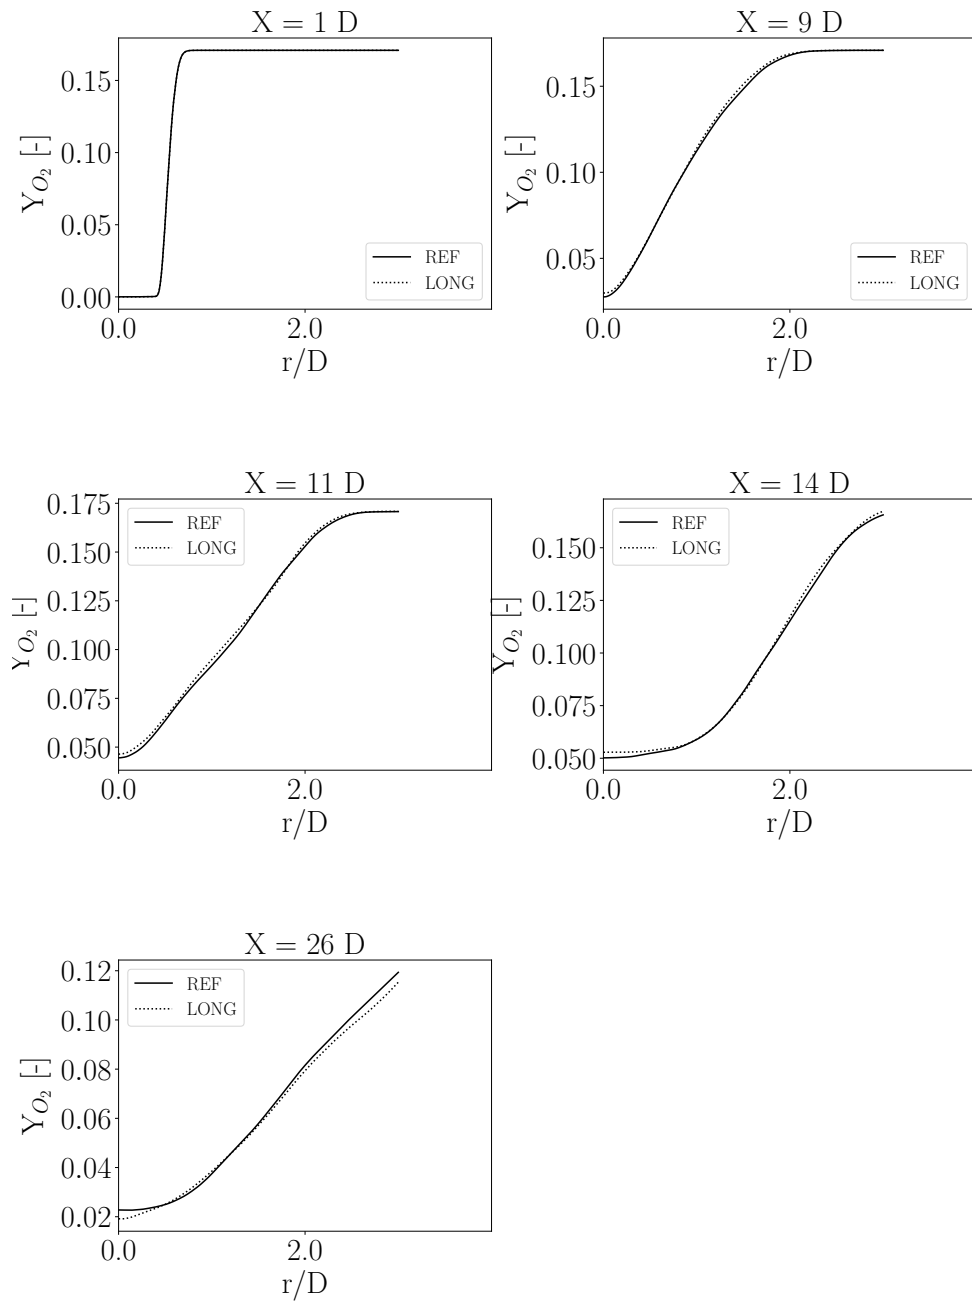 X = 1 D
Y_{O_2} [-]
0.15
0.10
0.05
0.00
REF
LONG
0.0 2.0
r/D
X = 9 D
Y_{O_2} [-]
0.15
0.10
0.05
REF
LONG
0.0 2.0
r/D
X = 11 D
Y_{O_2} [-]
0.175
0.150
0.125
0.100
0.075
0.050
REF
LONG
0.0 2.0
r/D
X = 14 D
Y_{O_2} [-]
0.150
0.125
0.100
0.075
0.050
REF
LONG
0.0 2.0
r/D
X = 26 D
Y_{O_2} [-]
0.12
0.10
0.08
0.06
0.04
0.02
REF
LONG
0.0 2.0
r/D